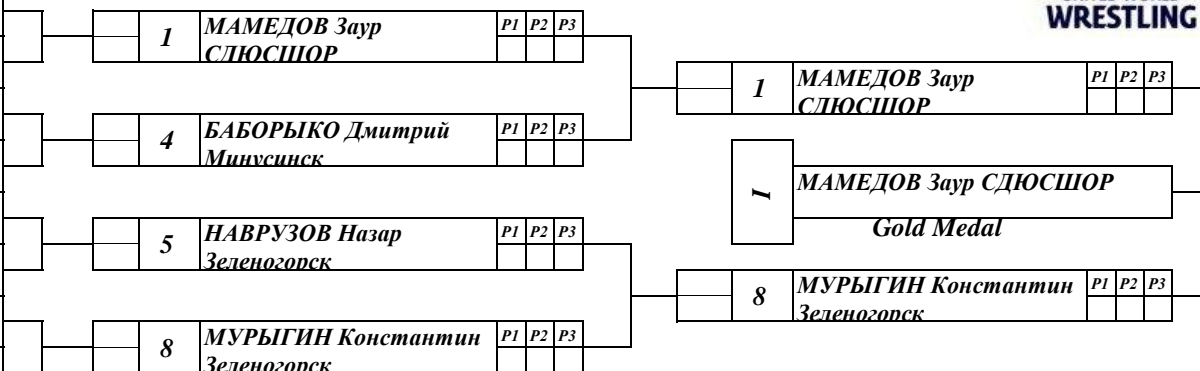 WRESTLING
1 МАМЕДОВ Заур P1 P2 P3
СДЮСШОР
4 БАБОРЫКО Дмитрий P1 P2 P3
Минусинск
5 НАВРУЗОВ Назар P1 P2 P3
Зеленогорск
8 МУРЫГИН Константин P1 P2 P3
Зеленогорск
1 МАМЕДОВ Заур P1 P2 P3
СДЮСШОР
I МАМЕДОВ Заур СДЮСШОР
Gold Medal
8 МУРЫГИН Константин P1 P2 P3
Зеленогорск